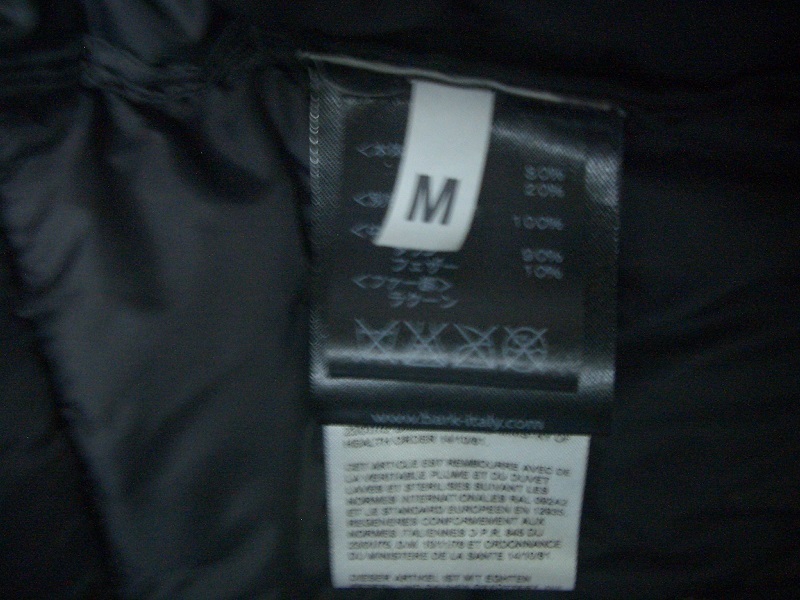 M
80%
20%
100%
90%
フェザー 10%
<ファー部>
ラクーン
www.bark-italy.com
HEALTH ORDER 14/10/81.
CET ARTICLE EST REMBOURRE AVEC DE
LA VERITABLE PLUME ET DU DUVET
LAVES ET STERILISES SUIVANT LES
NORMES INTERNATIONALES RAL 092A2
ET LE STANDARD EUROPEEN EN 12935
REGENERES CONFORMEMENT AUX
NORMES ITALIENNES D.P.R. 845 DU
ET ORDONNANCE
DU MINISTERE DE LA SANTE 14/10/81
DIESER ARTIKEL IST MIT ECHTEN